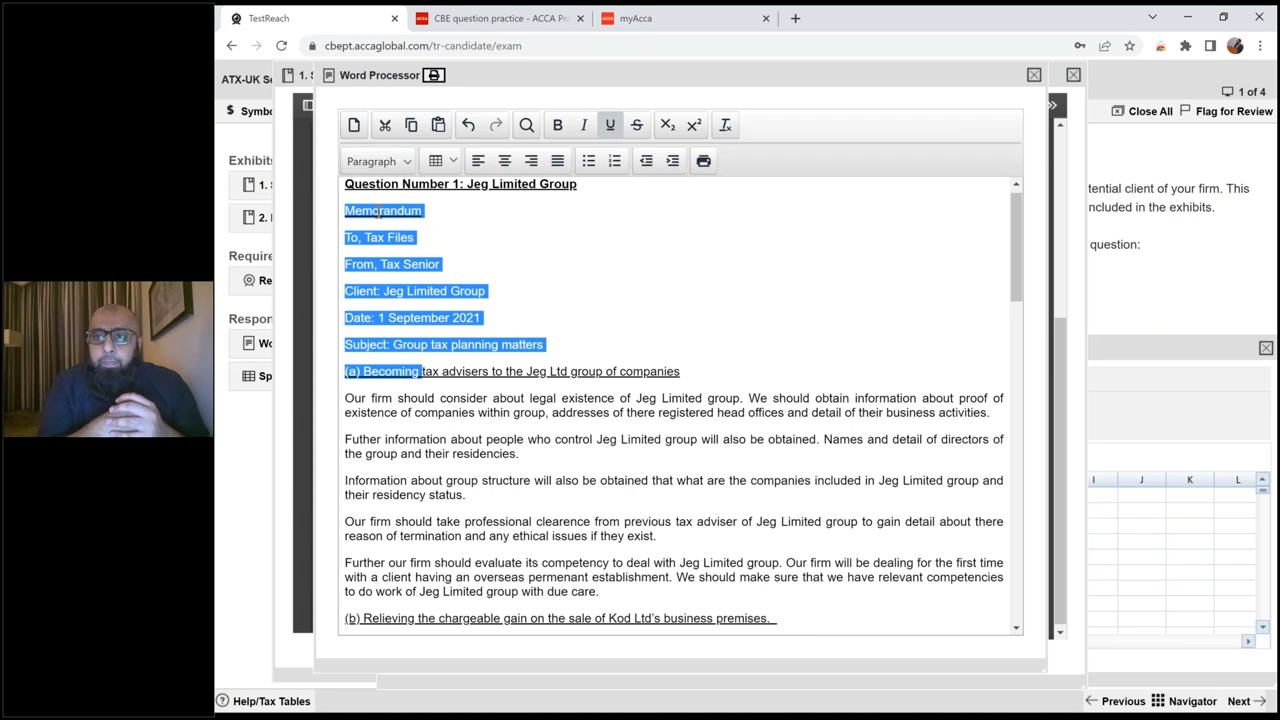 TestReach
CBE question practice - ACCA Pr
myAcca
cbept.accaglobal.com/tr-candidate/exam
ATX-UK Se
1. S
Word Processor
1 of 4
$ Symbo
Close All
Flag for Review
Exhibits
1.
2.
Require
Re
Respor
Wo
Sp
Paragraph
Question Number 1: Jeg Limited Group
Memorandum
To, Tax Files
From, Tax Senior
Client: Jeg Limited Group
Date: 1 September 2021
Subject: Group tax planning matters
(a) Becoming tax advisers to the Jeg Ltd group of companies
Our firm should consider about legal existence of Jeg Limited group. We should obtain information about proof of
existence of companies within group, addresses of there registered head offices and detail of their business activities.
Futher information about people who control Jeg Limited group will also be obtained. Names and detail of directors of
the group and their residencies.
Information about group structure will also be obtained that what are the companies included in Jeg Limited group and
their residency status.
Our firm should take professional clearence from previous tax adviser of Jeg Limited group to gain detail about there
reason of termination and any ethical issues if they exist.
Further our firm should evaluate its competency to deal with Jeg Limited group. Our firm will be dealing for the first time
with a client having an overseas permenant establishment. We should make sure that we have relevant competencies
to do work of Jeg Limited group with due care.
(b) Relieving the chargeable gain on the sale of Kod Ltd's business premises.
tential client of your firm. This
ncluded in the exhibits.
question:
I J K L
Help/Tax Tables
Previous
Navigator
Next